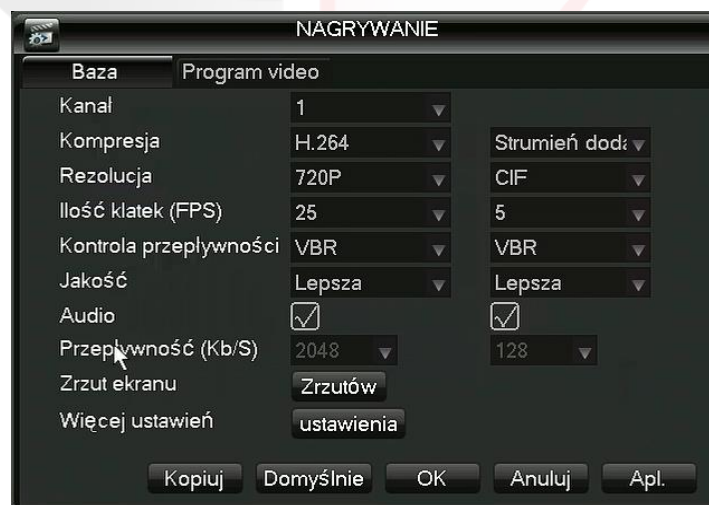 NAGRYWANIE
Baza Program video
Kanał 1
Kompresja H.264 Strumień
Rezolucja 720P CIF
Ilość klatek (FPS) 25 5
Kontrola przepływności VBR VBR
Jakość Lepsza Lepsza
Audio
Przepływność (Kb/S) 2048 128
Zrzut ekranu Zrzutów
Więcej ustawień ustawienia
Kopiuj Domyślnie OK Anuluj Apl.